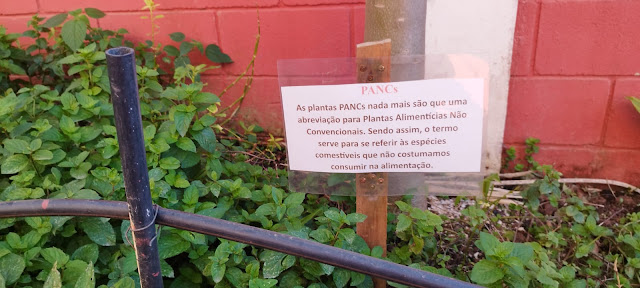 PANCs
As plantas PANCs nada mais são que uma
abreviação para Plantas Alimentícias Não
Convencionais. Sendo assim, o termo
serve para se referir às espécies
comestíveis que não costumamos
consumir na alimentação.